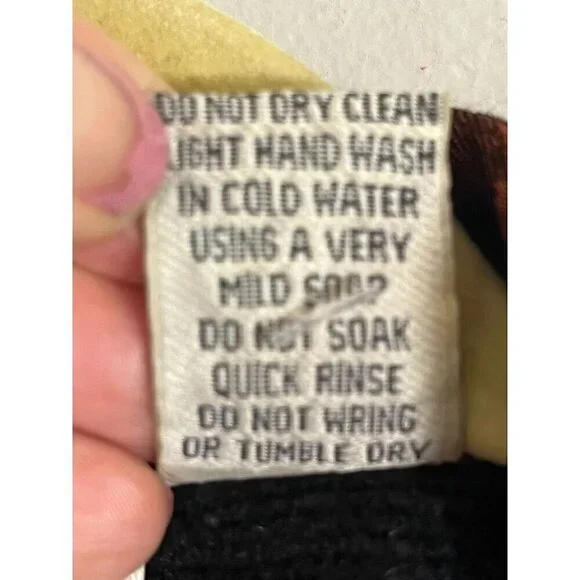 DO NOT DRY CLEAN
LIGHT HAND WASH
IN COLD WATER
USING A VERY
MILD SOAP
DO NOT SOAK
QUICK RINSE
DO NOT WRING
OR TUMBLE DRY